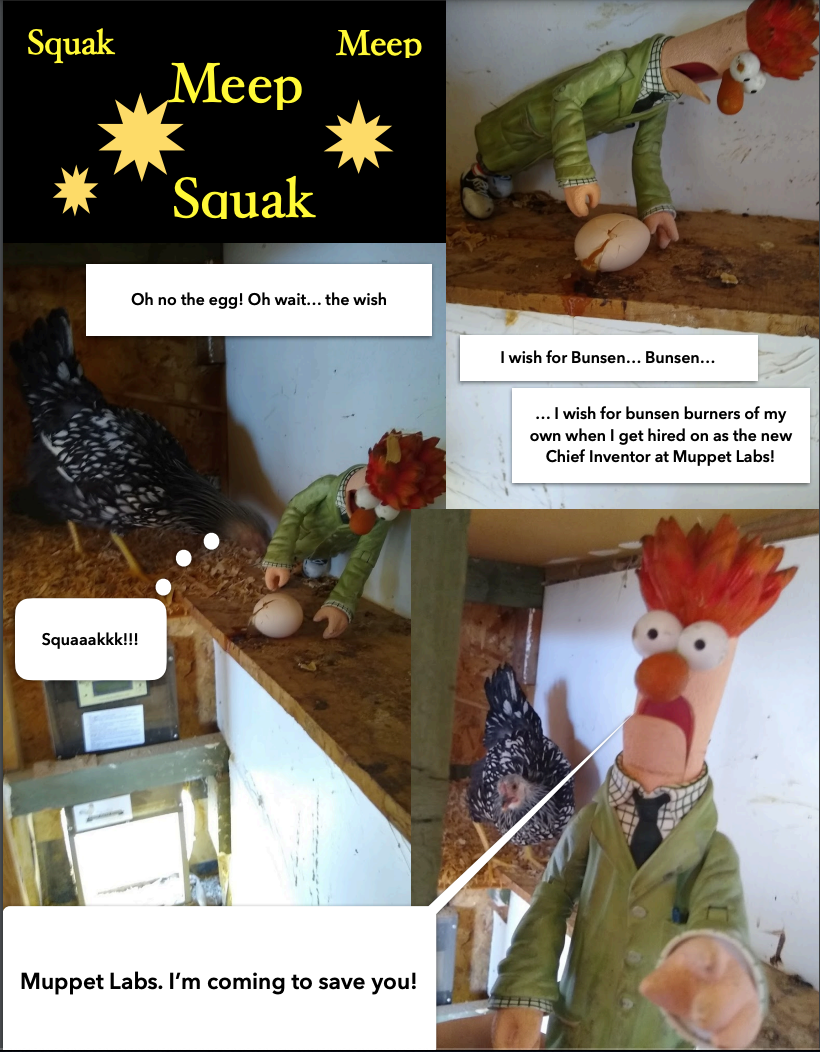 Squak
Meep
Meep
Squak
Oh no the egg! Oh wait... the wish
I wish for Bunsen... Bunsen...
... I wish for bunsen burners of my
own when I get hired on as the new
Chief Inventor at Muppet Labs!
Squaaakkk!!!
Muppet Labs. I’m coming to save you!